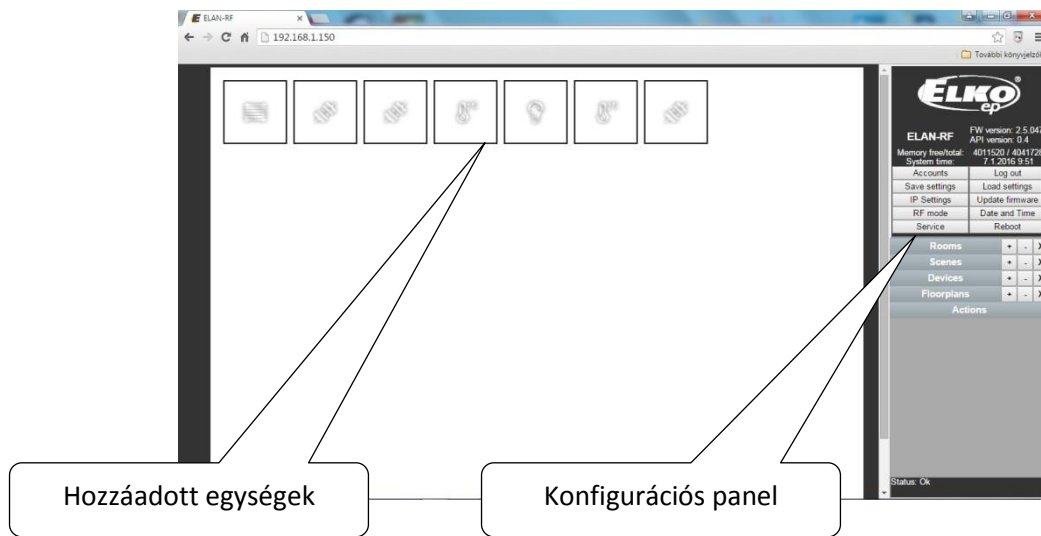 ELAN-RF
192.168.1.150
További könyvjelzők
ELKO
ep
ELAN-RF
FW version: 2.5.047
API version: 0.4
Memory free/total: 4011520 / 4041728
System time: 7.1.2016 9:51
Accounts Log out
Save settings Load settings
IP Settings Update firmware
RF mode Date and Time
Service Reboot
Rooms + - X
Scenes + - X
Devices + - X
Floorplans + - X
Actions
Hozzáadott egységek
Konfigurációs panel
Status: Ok